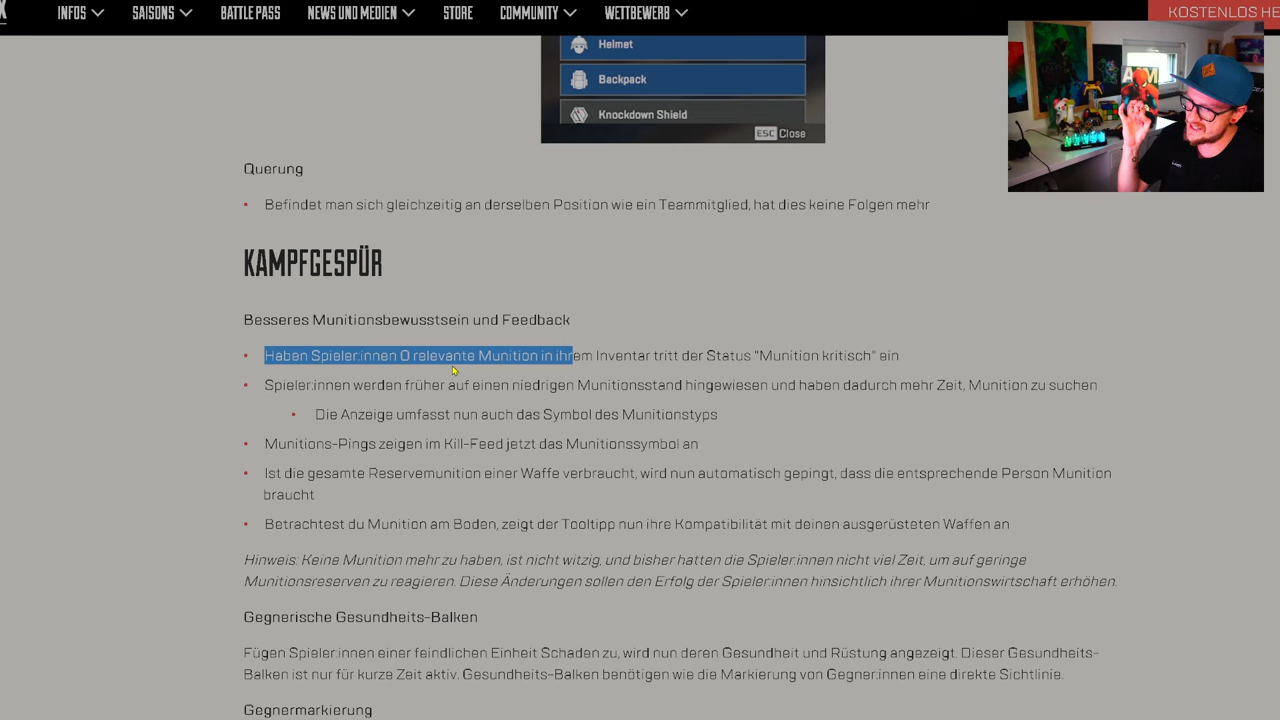 INFOS SAISONS BATTLE PASS NEWS UND MEDIEN STORE COMMUNITY WETTBEWERB KOSTENLOS HE
Helmet
Backpack
Knockdown Shield
ESC Close
Querung
• Befindet man sich gleichzeitig an derselben Position wie ein Teammitglied, hat dies keine Folgen mehr
KAMPFGESPÜR
Besseres Munitionsbewusstsein und Feedback
• Haben Spieler:innen 0 relevante Munition in ihrem Inventar tritt der Status "Munition kritisch" ein
• Spieler:innen werden früher auf einen niedrigen Munitionsstand hingewiesen und haben dadurch mehr Zeit, Munition zu suchen
• Die Anzeige umfasst nun auch das Symbol des Munitionstyps
• Munitions-Pings zeigen im Kill-Feed jetzt das Munitionssymbol an
• Ist die gesamte Reservemunition einer Waffe verbraucht, wird nun automatisch gepingt, dass die entsprechende Person Munition
braucht
• Betrachtest du Munition am Boden, zeigt der Tooltipp nun ihre Kompatibilität mit deinen ausgerüsteten Waffen an
Hinweis: Keine Munition mehr zu haben, ist nicht witzig, und bisher hatten die Spieler:innen nicht viel Zeit, um auf geringe
Munitionsreserven zu reagieren. Diese Änderungen sollen den Erfolg der Spieler:innen hinsichtlich ihrer Munitionswirtschaft erhöhen.
Gegnerische Gesundheits-Balken
Fügen Spieler:innen einer feindlichen Einheit Schaden zu, wird nun deren Gesundheit und Rüstung angezeigt. Dieser Gesundheits-
Balken ist nur für kurze Zeit aktiv. Gesundheits-Balken benötigen wie die Markierung von Gegner:innen eine direkte Sichtlinie.
Gegnermarkierung